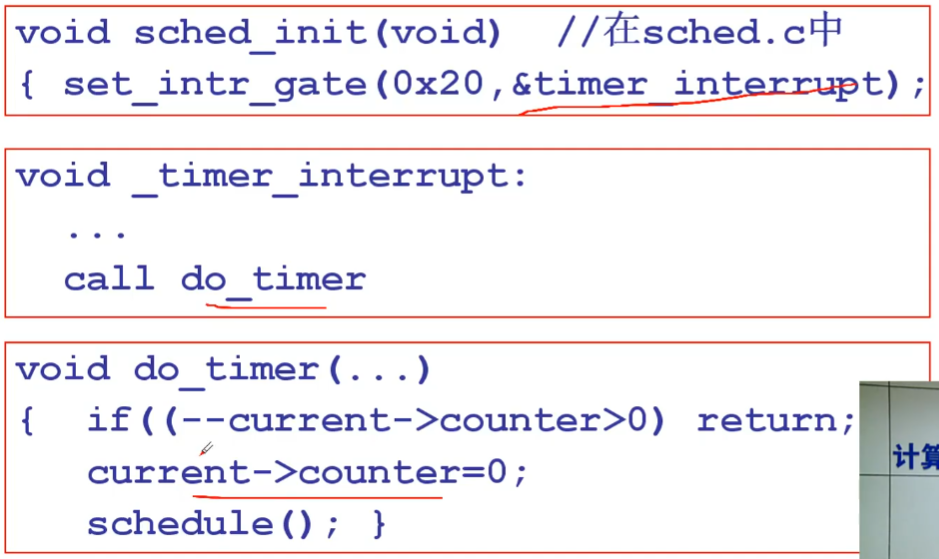 void sched_init(void) //在sched.c中
{ set_intr_gate(0x20,&timer_interrupt);
void _timer_interrupt:
...
call do_timer
void do_timer(...)
{ if((--current->counter>0) return;
current->counter=0;
schedule(); }
计算